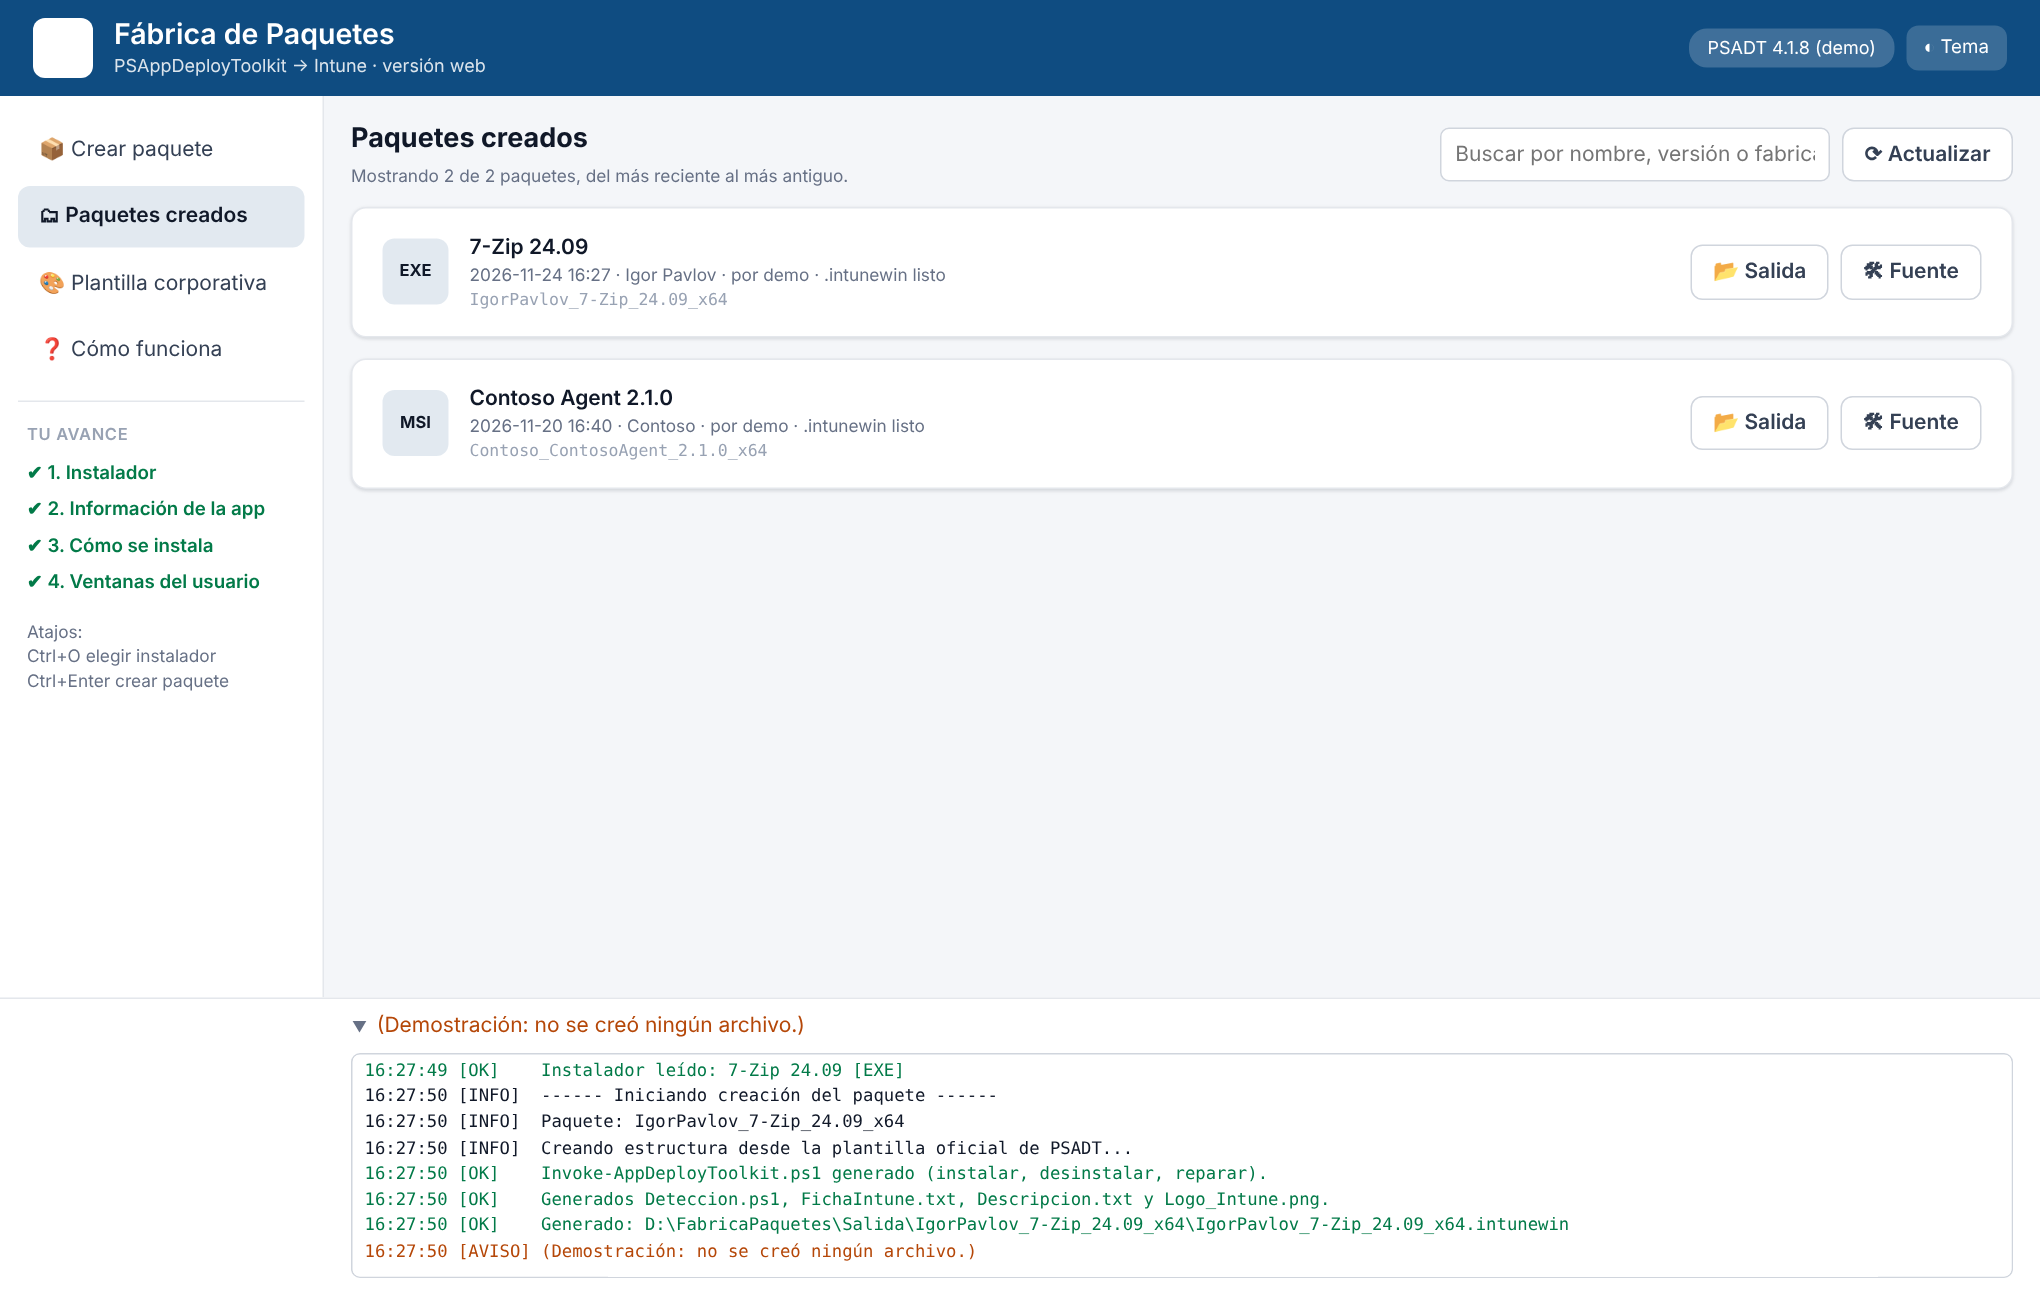 Fábrica de Paquetes
PSAppDeployToolkit → Intune · versión web
PSADT 4.1.8 (demo)
Tema
📦 Crear paquete
🗂 Paquetes creados
🎨 Plantilla corporativa
❓ Cómo funciona
TU AVANCE
✔ 1. Instalador
✔ 2. Información de la app
✔ 3. Cómo se instala
✔ 4. Ventanas del usuario
Atajos:
Ctrl+O elegir instalador
Ctrl+Enter crear paquete
Paquetes creados
Mostrando 2 de 2 paquetes, del más reciente al más antiguo.
Buscar por nombre, versión o fabrica
⟳ Actualizar
EXE
7-Zip 24.09
2026-11-24 16:27 · Igor Pavlov · por demo · .intunewin listo
IgorPavlov_7-Zip_24.09_x64
📂 Salida
🛠 Fuente
MSI
Contoso Agent 2.1.0
2026-11-20 16:40 · Contoso · por demo · .intunewin listo
Contoso_ContosoAgent_2.1.0_x64
📂 Salida
🛠 Fuente
▼ (Demostración: no se creó ningún archivo.)
16:27:49 [OK] Instalador leído: 7-Zip 24.09 [EXE]
16:27:50 [INFO] ------ Iniciando creación del paquete ------
16:27:50 [INFO] Paquete: IgorPavlov_7-Zip_24.09_x64
16:27:50 [INFO] Creando estructura desde la plantilla oficial de PSADT...
16:27:50 [OK] Invoke-AppDeployToolkit.ps1 generado (instalar, desinstalar, reparar).
16:27:50 [OK] Generados Deteccion.ps1, FichaIntune.txt, Descripcion.txt y Logo_Intune.png.
16:27:50 [OK] Generado: D:\FabricaPaquetes\Salida\IgorPavlov_7-Zip_24.09_x64\IgorPavlov_7-Zip_24.09_x64.intunewin
16:27:50 [AVISO] (Demostración: no se creó ningún archivo.)